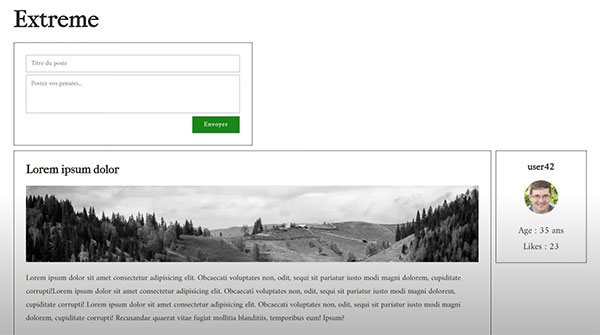 Extreme
Titre du poste
Postez vos pensées...
Envoyer
Lorem ipsum dolor
user42
Age : 35 ans
Likes : 23
Lorem ipsum dolor sit amet consectetur adipisicing elit. Obcaecati voluptates non, odit, sequi sit pariatur iusto modi magni dolorem, cupiditate
corrupti!Lorem ipsum dolor sit amet consectetur adipisicing elit. Obcaecati voluptates non, odit, sequi sit pariatur iusto modi magni dolorem,
cupiditate corrupti! Lorem ipsum dolor sit amet consectetur adipisicing elit. Obcaecati voluptates non, odit, sequi sit pariatur iusto modi magni
dolorem, cupiditate corrupti! Recusandae quaerat vitae fugiat mollitia blanditiis, temporibus eum! Ipsum?